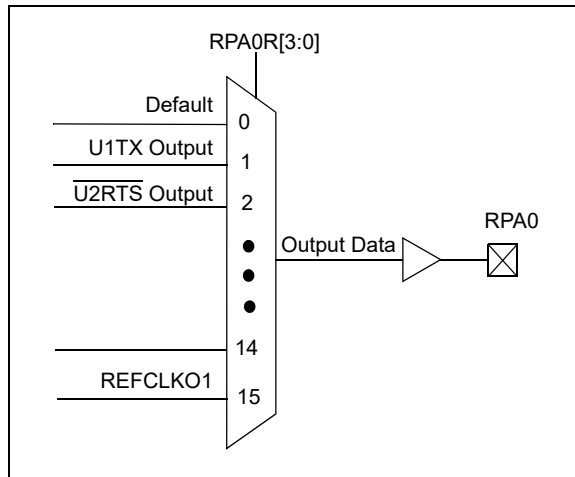 RPA0R[3:0]
Default
0
U1TX Output
1
U2RTS Output
2
Output Data
RPA0
14
REFCLKO1
15